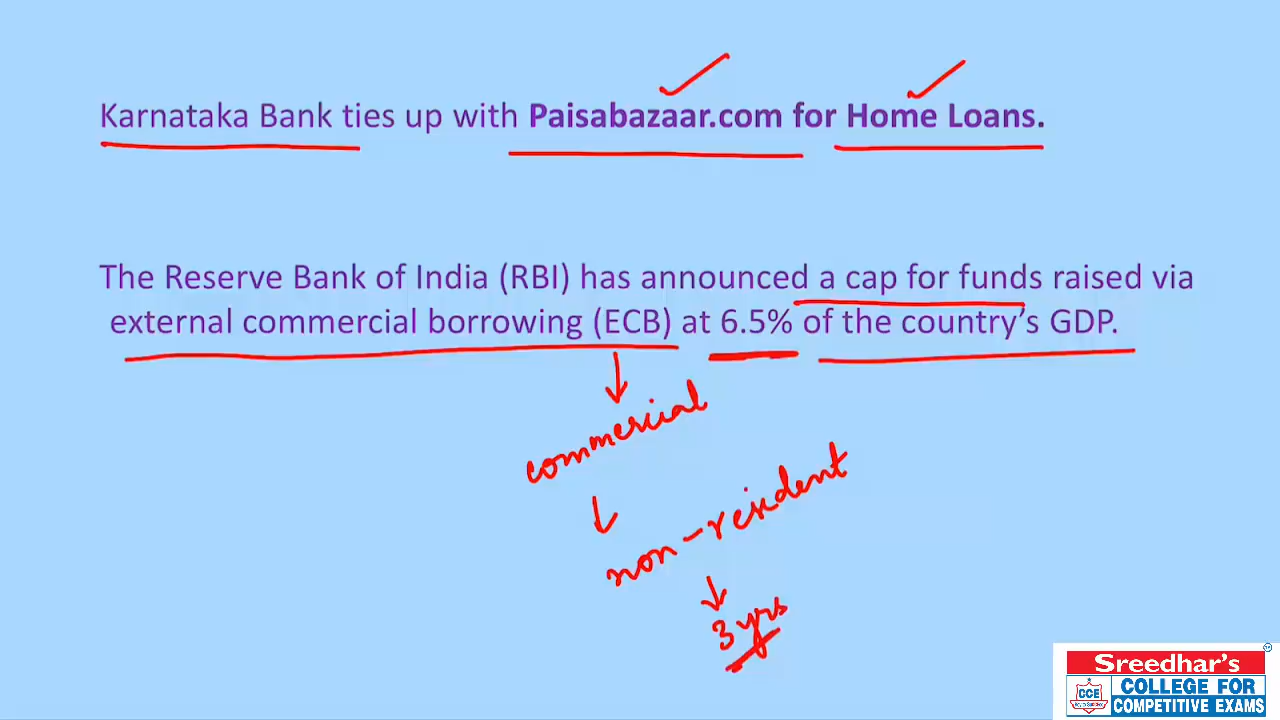 Karnataka Bank ties up with Paisabazaar.com for Home Loans.
The Reserve Bank of India (RBI) has announced a cap for funds raised via
external commercial borrowing (ECB) at 6.5% of the country's GDP.
commercial
non-resident
3 yrs
Sreedhar's
CCE
COLLEGE FOR
COMPETITIVE EXAMS